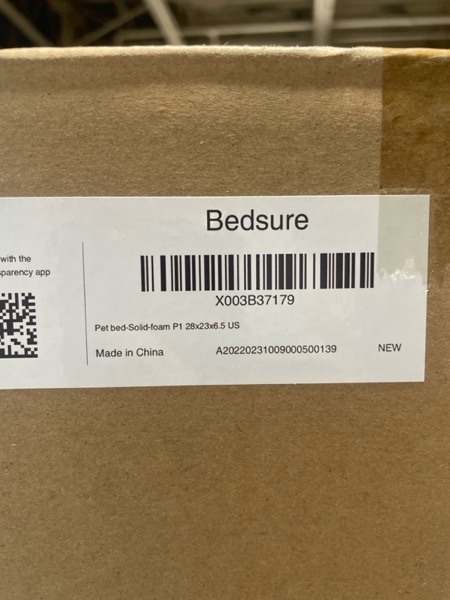 Bedsure
with the
sparency app
X003B37179
Pet bed-Solid-foam P1 28x23x6.5 US
Made in China
A20220231009000500139
NEW